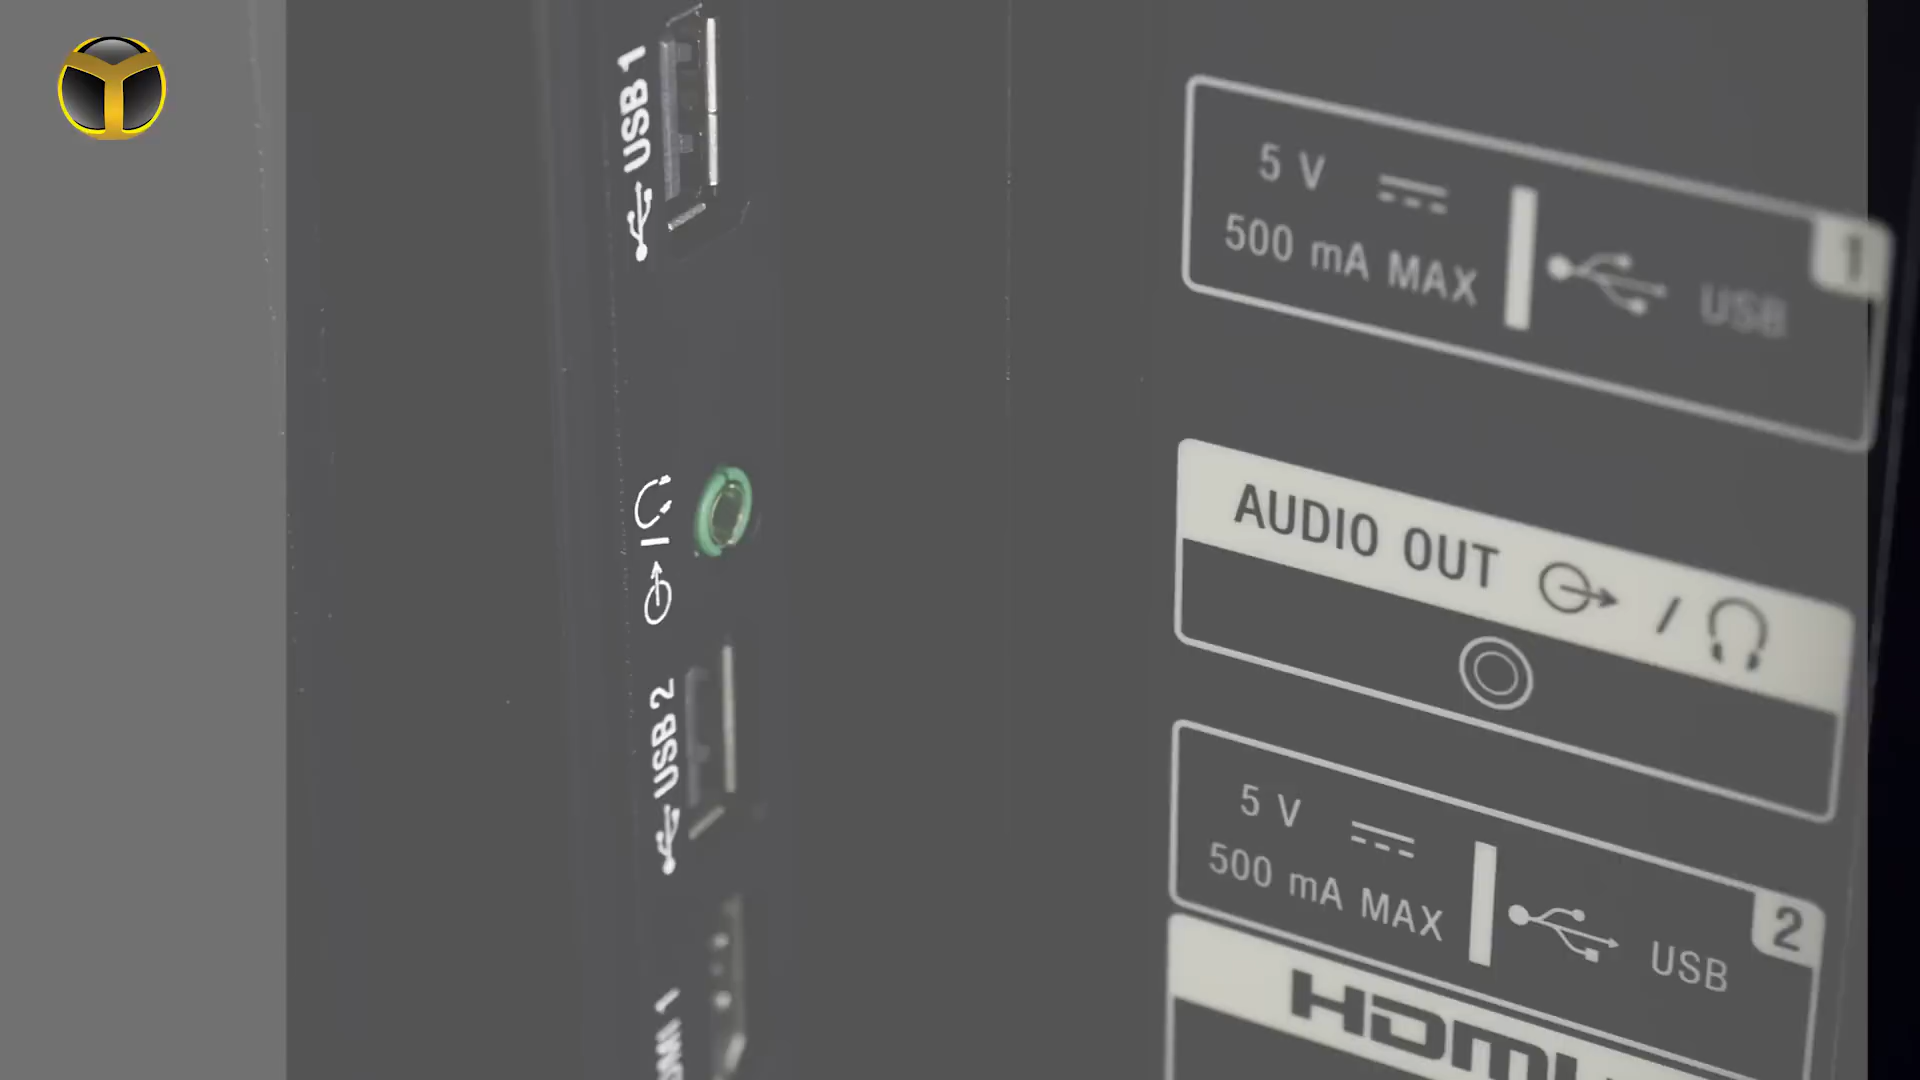 USB 1
USB 2
5 V
500 mA MAX
USB
1
AUDIO OUT
/
5 V
500 mA MAX
USB
2
HDMI